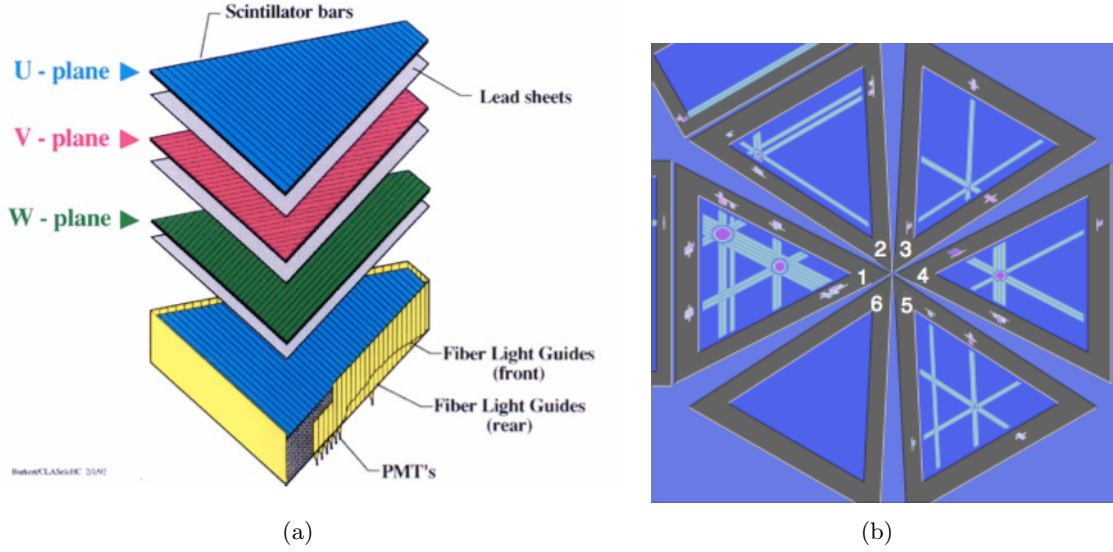 Scintillator bars
U - plane
Lead sheets
V - plane
W - plane
Fiber Light Guides
(front)
Fiber Light Guides
(rear)
PMT's
2 3
1 4
6 5
(a)
(b)